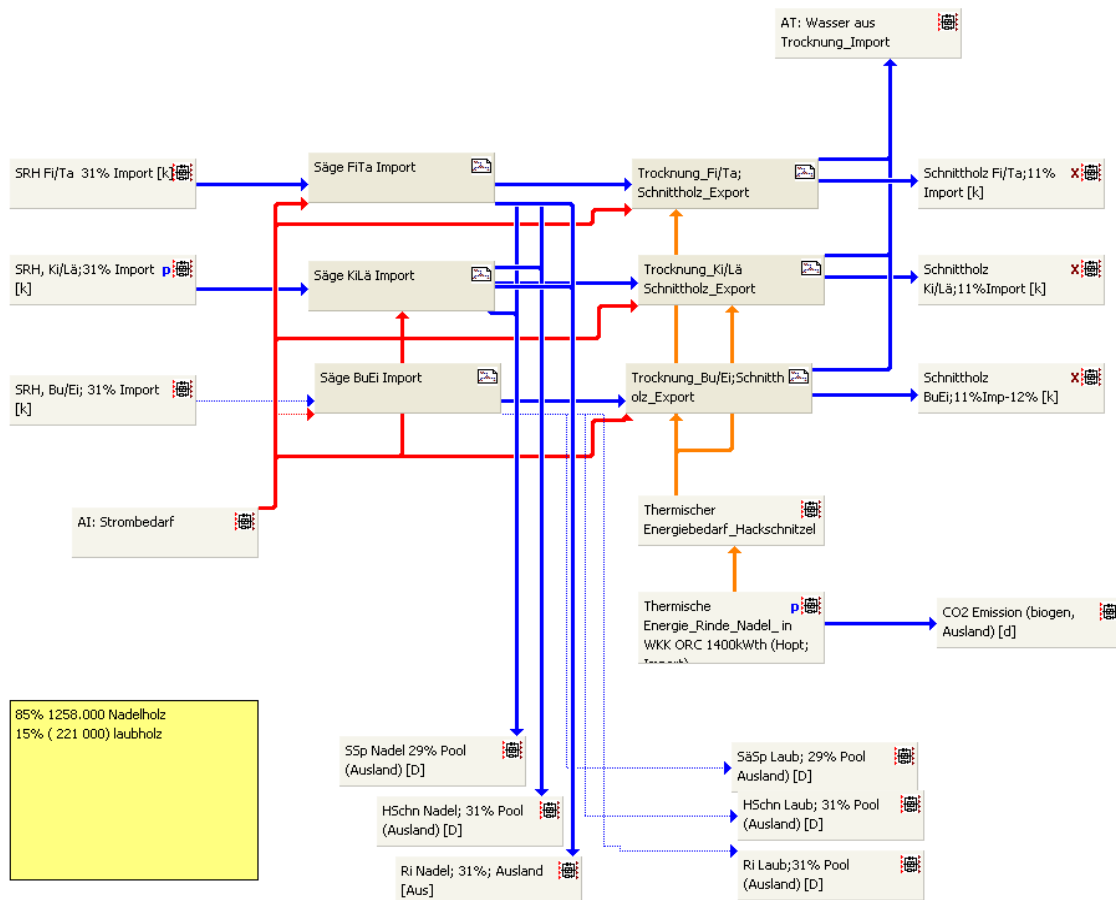 AT: Wasser aus
Trocknung_Import
SRH Fi/Ta 31% Import [k]
Säge FiTa Import
Trocknung_Fi/Ta;
Schnittholz_Export
Schnittholz Fi/Ta;11%
Import [k]
x
SRH, Ki/Lä;31% Import
[k]
p
Säge KiLä Import
Trocknung_Ki/Lä
Schnittholz_Export
Schnittholz
Ki/Lä;11%Import [k]
x
SRH, Bu/Ei; 31% Import
[k]
Säge BuEi Import
Trocknung_Bu/Ei;Schnitth
olz_Export
Schnittholz
BuEi;11%Imp-12% [k]
x
AI: Strombedarf
Thermischer
Energiebedarf_Hackschnitzel
Thermische
Energie_Rinde_Nadel_ in
WKK ORC 1400kWth (Hopt;
Import)
p
CO2 Emission (biogen,
Ausland) [d]
85% 1258.000 Nadelholz
15% ( 221 000) laubholz
SSp Nadel 29% Pool
(Ausland) [D]
SäSp Laub; 29% Pool
Ausland) [D]
HSchn Nadel; 31% Pool
(Ausland) [D]
HSchn Laub; 31% Pool
(Ausland) [D]
Ri Nadel; 31%; Ausland
[Aus]
Ri Laub;31% Pool
(Ausland) [D]